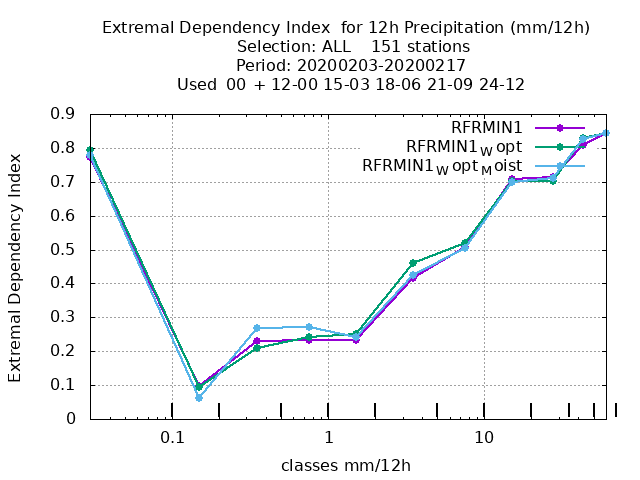 Extremal Dependency Index  for 12h Precipitation (mm/12h)
Selection: ALL    151 stations
Period: 20200203-20200217
Used  00 + 12-00 15-03 18-06 21-09 24-12
RFRMIN1
RFRMIN1W opt
RFRMIN1W opt M oist
Extremal Dependency Index
0.9
0.8
0.7
0.6
0.5
0.4
0.3
0.2
0.1
0
0.1 1 10
classes mm/12h